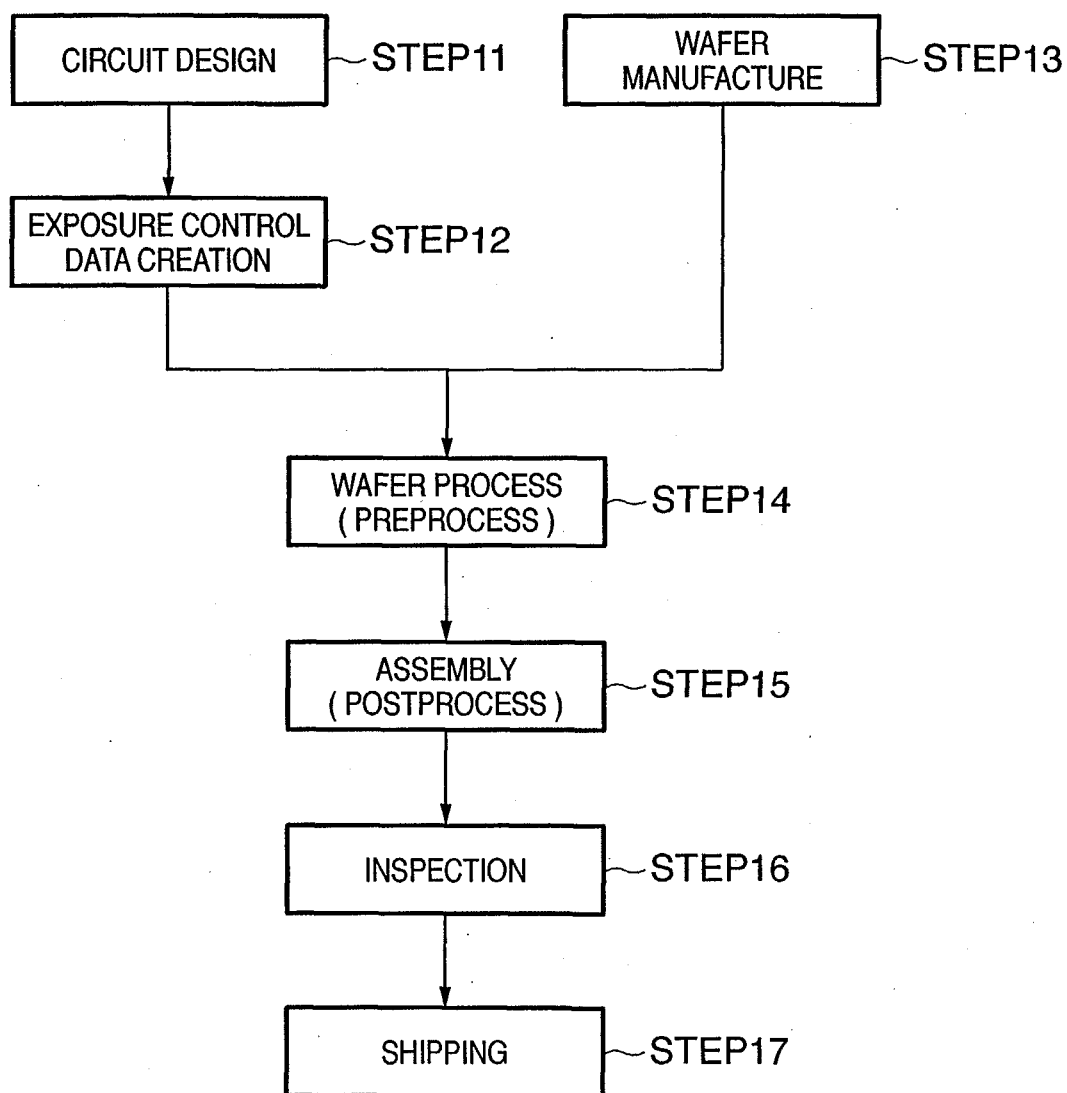 CIRCUIT DESIGN
STEP11
WAFER
MANUFACTURE
STEP13
EXPOSURE CONTROL
DATA CREATION
STEP12
WAFER PROCESS
( PREPROCESS )
STEP14
ASSEMBLY
( POSTPROCESS )
STEP15
INSPECTION
STEP16
SHIPPING
STEP17